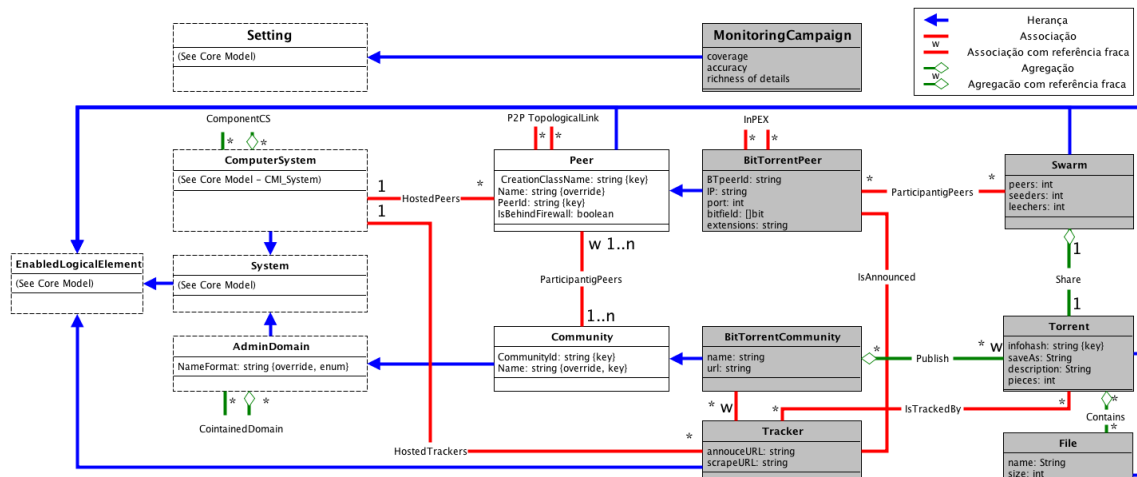 Setting
(See Core Model)
MonitoringCampaign
coverage
accuracy
richness of details
Herança
Associação
w
Associação com referência fraca
Agregação
w
Agregacão com referência fraca
ComponentCS
* *
ComputerSystem
(See Core Model - CMI_System)
1
HostedPeers
*
1
P2P TopologicalLink
* *
Peer
CreationClassName: string {key}
Name: string {override}
PeerId: string {key}
IsBehindFirewall: boolean
InPEX
* *
BitTorrentPeer
BTpeerId: string
IP: string
port: int
bitfield: []bit
extensions: string
*
ParticipantigPeers
*
Swarm
peers: int
seeders: int
leechers: int
EnabledLogicalElement
(See Core Model)
System
(See Core Model)
w 1..n
ParticipantigPeers
1..n
IsAnnounced
1
Share
1
AdminDomain
NameFormat: string {override, enum}
* *
CointainedDomain
Community
CommunityId: string {key}
Name: string {override, key}
BitTorrentCommunity
name: string
url: string
*
Publish
* w
Torrent
infohash: string {key}
saveAs: String
description: String
pieces: int
* w
*
IsTrackedBy
*
*
Contains
*
HostedTrackers
*
Tracker
annouceURL: string
scrapeURL: string
File
name: String
size: int